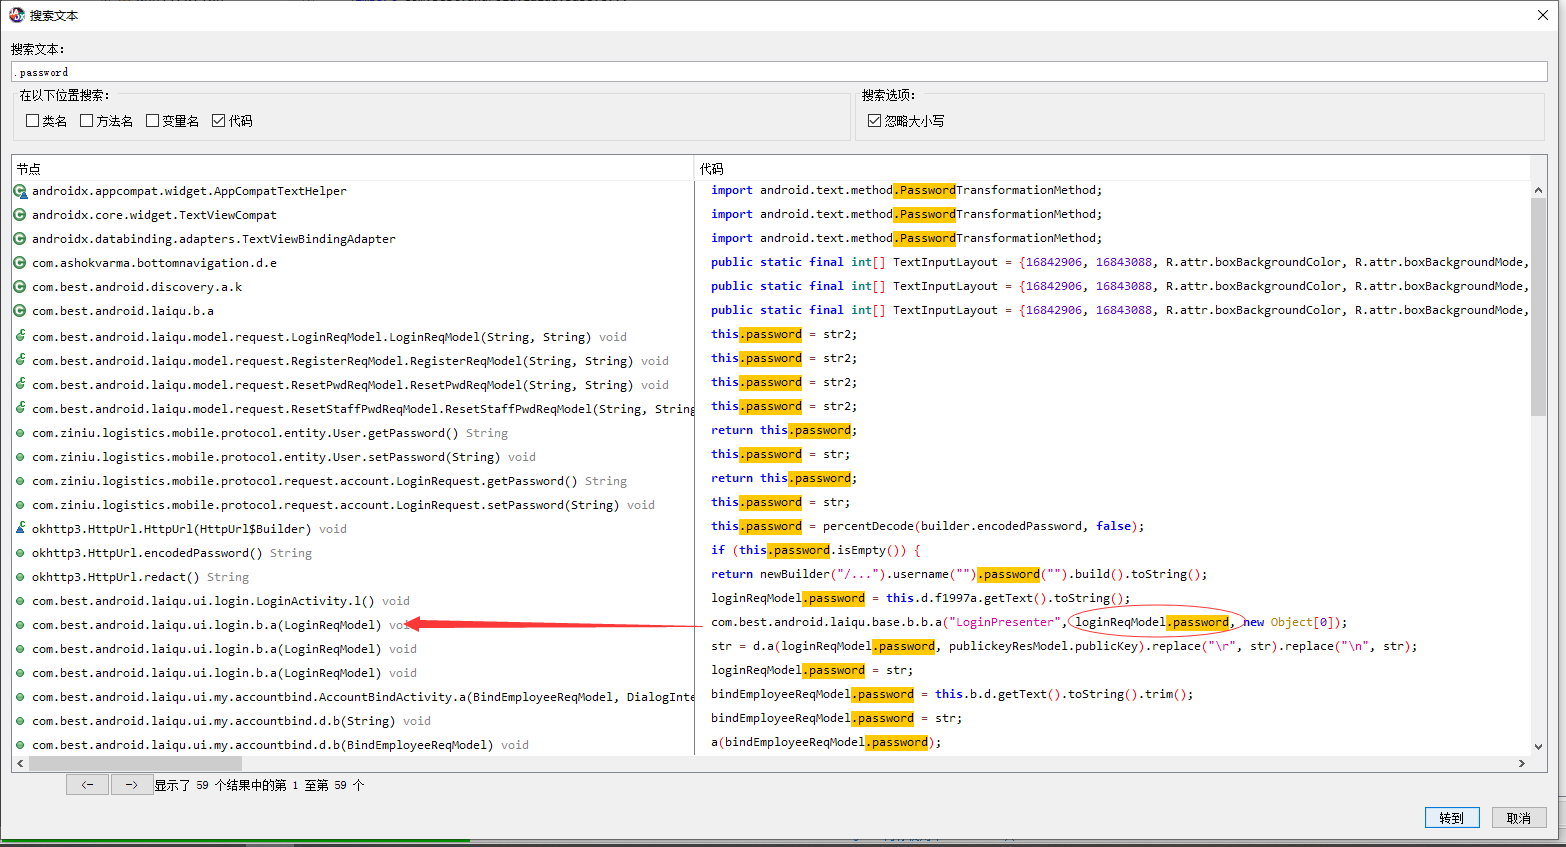 搜索文本
搜索文本：
.password
在以下位置搜索：
类名 方法名 变量名 代码
搜索选项：
忽略大小写
节点 代码
androidx.appcompat.widget.AppCompatTextHelper import android.text.method.PasswordTransformationMethod;
androidx.core.widget.TextViewCompat import android.text.method.PasswordTransformationMethod;
androidx.databinding.adapters.TextViewBindingAdapter import android.text.method.PasswordTransformationMethod;
com.ashokvarma.bottomnavigation.d.e public static final int[] TextInputLayout = {16842906, 16843088, R.attr.boxBackgroundColor, R.attr.boxBackgroundMode,
com.best.android.discovery.a.k public static final int[] TextInputLayout = {16842906, 16843088, R.attr.boxBackgroundColor, R.attr.boxBackgroundMode,
com.best.android.laiqu.b.a public static final int[] TextInputLayout = {16842906, 16843088, R.attr.boxBackgroundColor, R.attr.boxBackgroundMode,
com.best.android.laiqu.model.request.LoginReqModel.LoginReqModel(String, String) void this.password = str2;
com.best.android.laiqu.model.request.RegisterReqModel.RegisterReqModel(String, String) void this.password = str2;
com.best.android.laiqu.model.request.ResetPwdReqModel.ResetPwdReqModel(String, String) void this.password = str2;
com.best.android.laiqu.model.request.ResetStaffPwdReqModel.ResetStaffPwdReqModel(String, String this.password = str2;
com.ziniu.logistics.mobile.protocol.entity.User.getPassword() String return this.password;
com.ziniu.logistics.mobile.protocol.entity.User.setPassword(String) void this.password = str;
com.ziniu.logistics.mobile.protocol.request.account.LoginRequest.getPassword() String return this.password;
com.ziniu.logistics.mobile.protocol.request.account.LoginRequest.setPassword(String) void this.password = str;
okhttp3.HttpUrl.HttpUrl(HttpUrl$Builder) void this.password = percentDecode(builder.encodedPassword, false);
okhttp3.HttpUrl.encodedPassword() String if (this.password.isEmpty()) {
okhttp3.HttpUrl.redact() String return newBuilder("/...").username("").password("").build().toString();
com.best.android.laiqu.ui.login.LoginActivity.l() void loginReqModel.password = this.d.f1997a.getText().toString();
com.best.android.laiqu.ui.login.b.a(LoginReqModel) void com.best.android.laiqu.base.b.b.a("LoginPresenter", loginReqModel.password, new Object[0]);
com.best.android.laiqu.ui.login.b.a(LoginReqModel) void str = d.a(loginReqModel.password, publickeyResModel.publicKey).replace("\r", str).replace("\n", str);
com.best.android.laiqu.ui.login.b.a(LoginReqModel) void loginReqModel.password = str;
com.best.android.laiqu.ui.my.accountbind.AccountBindActivity.a(BindEmployeeReqModel, DialogInte bindEmployeeReqModel.password = this.b.d.getText().toString().trim();
com.best.android.laiqu.ui.my.accountbind.d.b(String) void bindEmployeeReqModel.password = str;
com.best.android.laiqu.ui.my.accountbind.d.b(BindEmployeeReqModel) void a(bindEmployeeReqModel.password);
<- -> 显示了 59 个结果中的第 1 至第 59 个
转到 取消